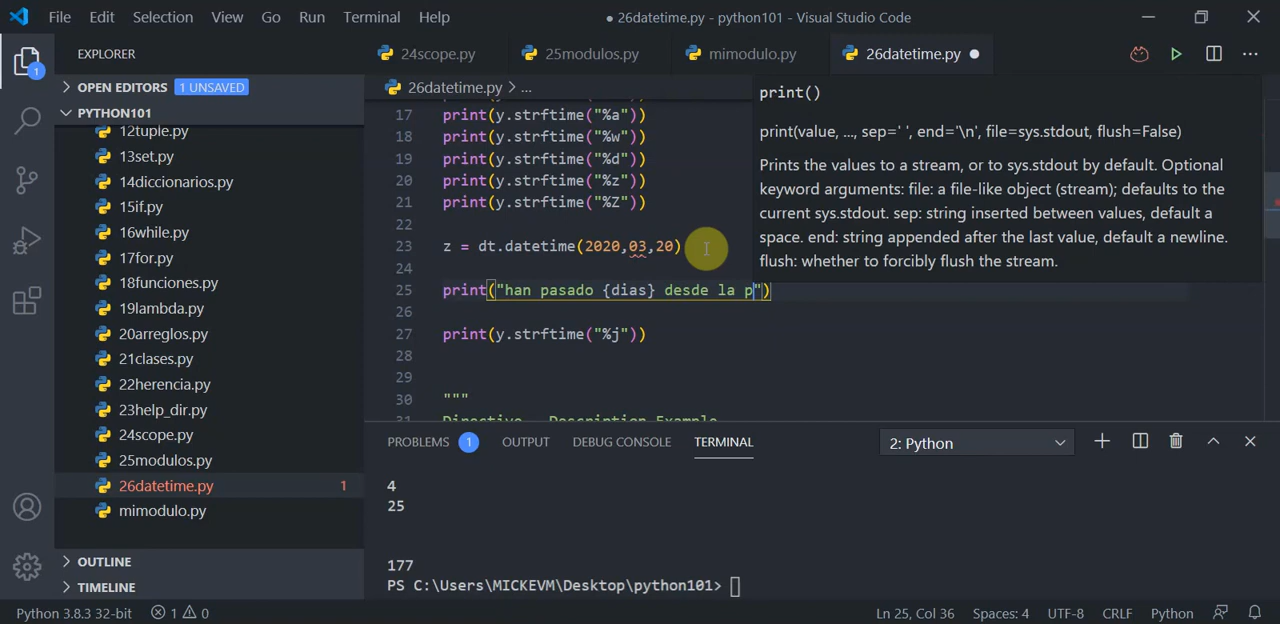 File Edit Selection View Go Run Terminal Help
● 26datetime.py - python101 - Visual Studio Code
EXPLORER
24scope.py
25modulos.py
mimodulo.py
26datetime.py ●
1
OPEN EDITORS 1 UNSAVED
PYTHON101
12tuple.py
13set.py
14diccionarios.py
15if.py
16while.py
17for.py
18funciones.py
19lambda.py
20arreglos.py
21clases.py
22herencia.py
23help_dir.py
24scope.py
25modulos.py
26datetime.py 1
mimodulo.py
OUTLINE
TIMELINE
26datetime.py > ...
17 print(y.strftime("%a"))
18 print(y.strftime("%w"))
19 print(y.strftime("%d"))
20 print(y.strftime("%z"))
21 print(y.strftime("%Z"))
22
23 z = dt.datetime(2020,03,20)
24
25 print("han pasado {dias} desde la p")
26
27 print(y.strftime("%j"))
28
29
30 """
31 Directive Description Example
print()
print(value, ..., sep=' ', end='\n', file=sys.stdout, flush=False)
Prints the values to a stream, or to sys.stdout by default. Optional
keyword arguments: file: a file-like object (stream); defaults to the
current sys.stdout. sep: string inserted between values, default a
space. end: string appended after the last value, default a newline.
flush: whether to forcibly flush the stream.
PROBLEMS 1 OUTPUT DEBUG CONSOLE TERMINAL
2: Python
4
25
177
PS C:\Users\MICKEVM\Desktop\python101>
Python 3.8.3 32-bit
1
0
Ln 25, Col 36 Spaces: 4 UTF-8 CRLF Python